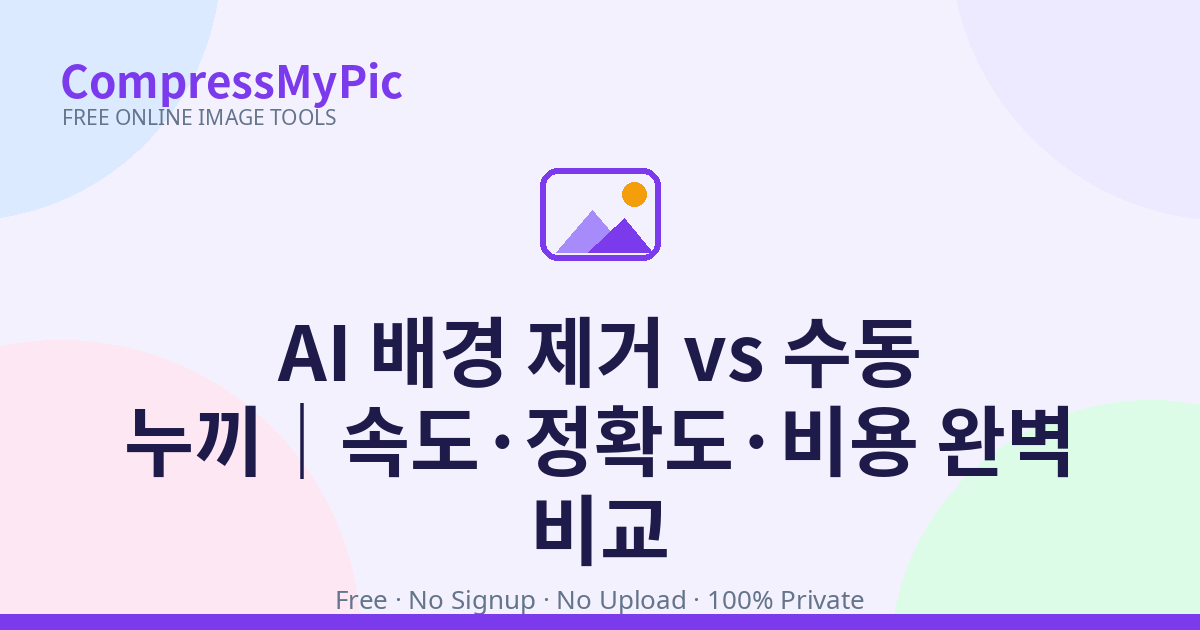 CompressMyPic
FREE ONLINE IMAGE TOOLS
AI 배경 제거 vs 수동
누끼｜속도·정확도·비용 완벽
비교
Free · No Signup · No Upload · 100% Private